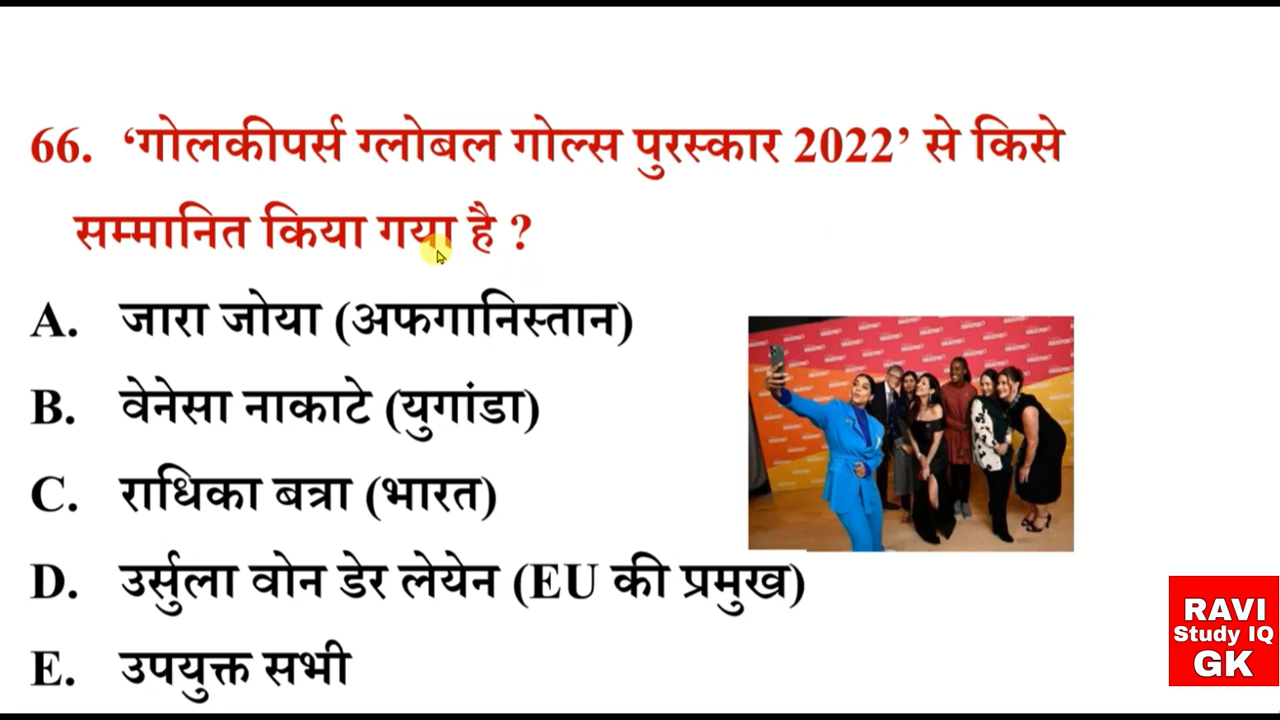 66. ‘गोलकीपर्स ग्लोबल गोल्स पुरस्कार 2022’ से किसे
सम्मानित किया गया है ?
A. जारा जोया (अफगानिस्तान)
B. वेनेसा नाकाटे (युगांडा)
C. राधिका बत्रा (भारत)
D. उर्सुला वोन डेर लेयेन (EU की प्रमुख)
E. उपयुक्त सभी
RAVI
Study IQ
GK